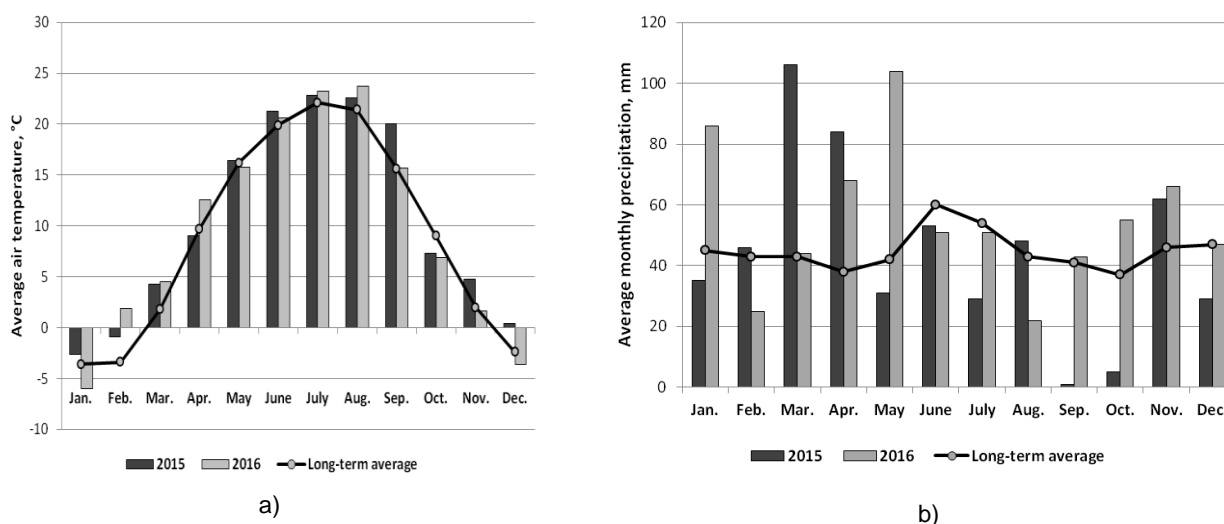 Average air temperature, °C
30
25
20
15
10
5
0
-5
-10
Jan. Feb. Mar. Apr. May June July Aug. Sep. Oct. Nov. Dec.
2015 2016 Long-term average
a)
Average monthly precipitation, mm
120
100
80
60
40
20
0
Jan. Feb. Mar. Apr. May June July Aug. Sep. Oct. Nov. Dec.
2015 2016 Long-term average
b)